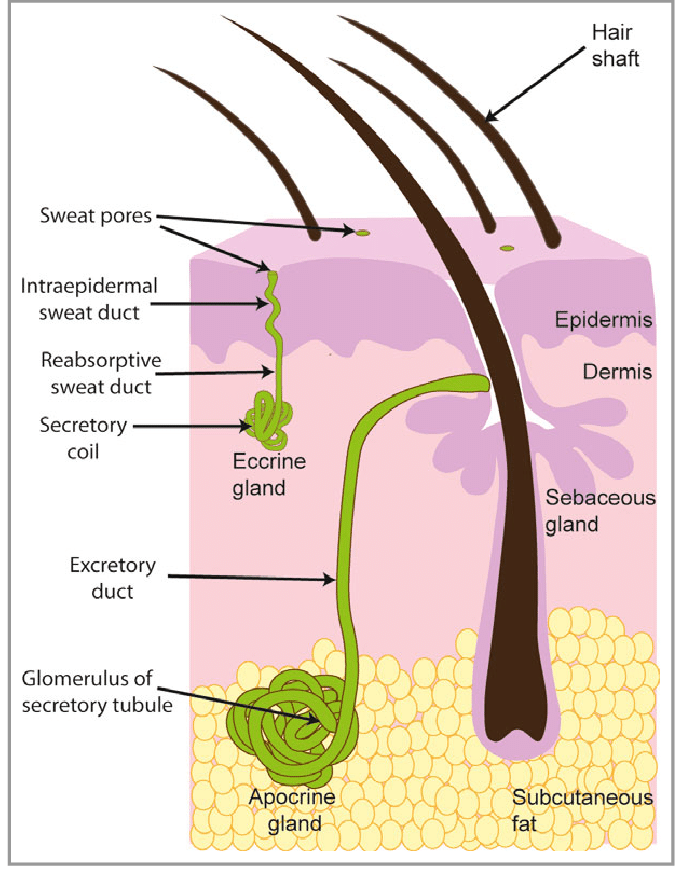 Hair
shaft
Sweat pores
Intraepidermal
sweat duct
Epidermis
Reabsorptive
sweat duct
Dermis
Secretory
coil
Eccrine
gland
Sebaceous
gland
Excretory
duct
Glomerulus of
secretory tubule
Apocrine
gland
Subcutaneous
fat